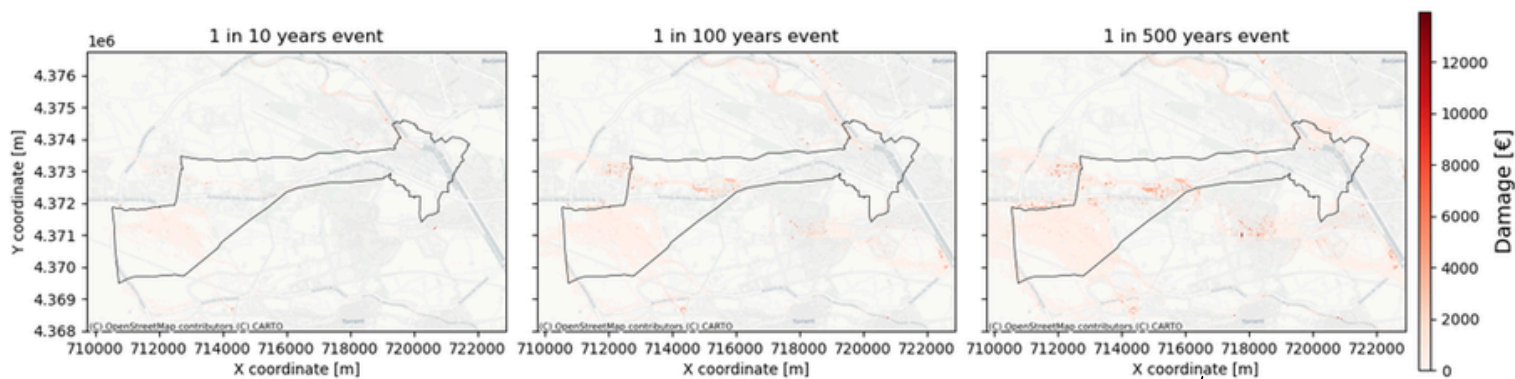 1 in 10 years event
1 in 100 years event
1 in 500 years event
1e6
4.376
4.375
4.374
4.373
4.372
4.371
4.370
4.369
4.368
Y coordinate [m]
(C) OpenStreetMap contributors (C) CARTO
(C) OpenStreetMap contributors (C) CARTO
(C) OpenStreetMap contributors (C) CARTO
710000 712000 714000 716000 718000 720000 722000
710000 712000 714000 716000 718000 720000 722000
710000 712000 714000 716000 718000 720000 722000
X coordinate [m]
X coordinate [m]
X coordinate [m]
12000
10000
8000
6000
4000
2000
0
Damage [€]